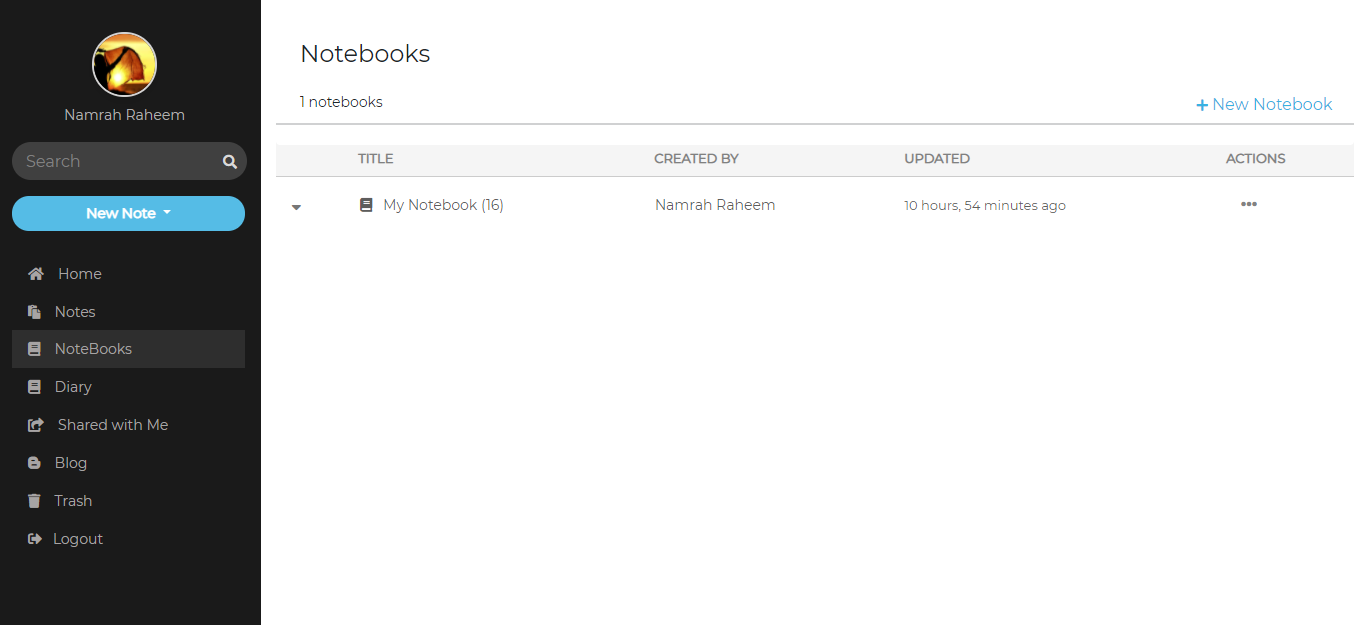 Namrah Raheem
Search
New Note
Home
Notes
NoteBooks
Diary
Shared with Me
Blog
Trash
Logout
Notebooks
1 notebooks
+ New Notebook
TITLE CREATED BY UPDATED ACTIONS
My Notebook (16) Namrah Raheem 10 hours, 54 minutes ago